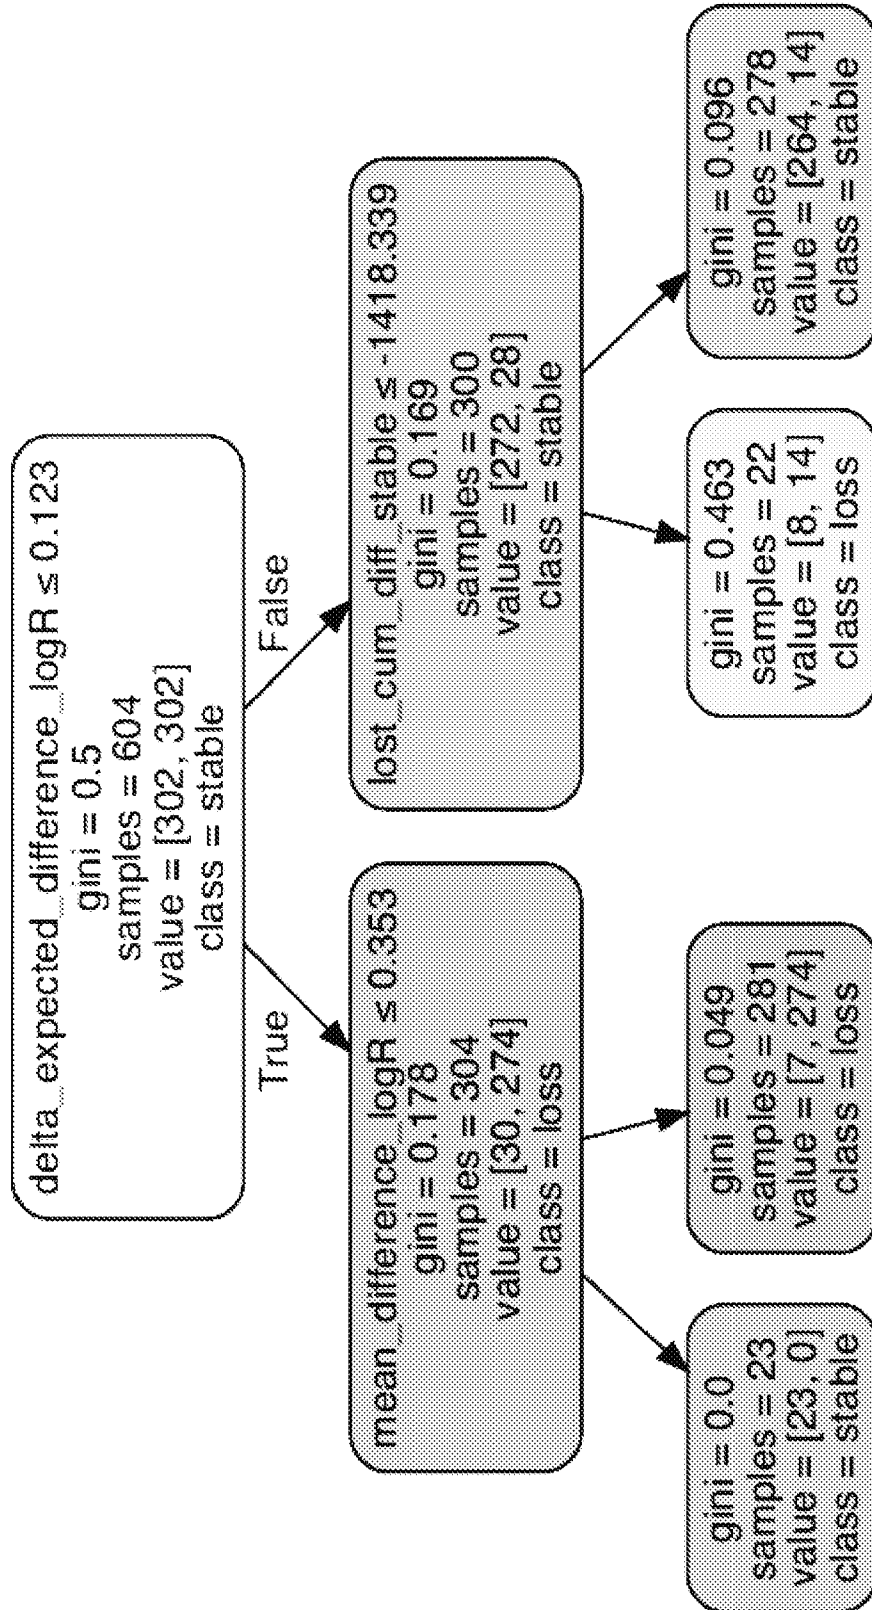 delta_expected_difference_logR ≤ 0.123
gini = 0.5
samples = 604
value = [302, 302]
class = stable
True
False
mean_difference_logR ≤ 0.353
gini = 0.178
samples = 304
value = [30, 274]
class = loss
lost_cum_diff_stable ≤ -1418.339
gini = 0.169
samples = 300
value = [272, 28]
class = stable
gini = 0.0
samples = 23
value = [23, 0]
class = stable
gini = 0.049
samples = 281
value = [7, 274]
class = loss
gini = 0.463
samples = 22
value = [8, 14]
class = loss
gini = 0.096
samples = 278
value = [264, 14]
class = stable